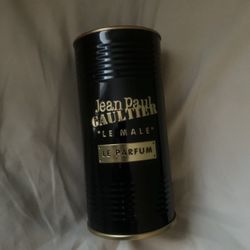 Jean Paul
GAULTIER
"LE MALE"
LE PARFUM